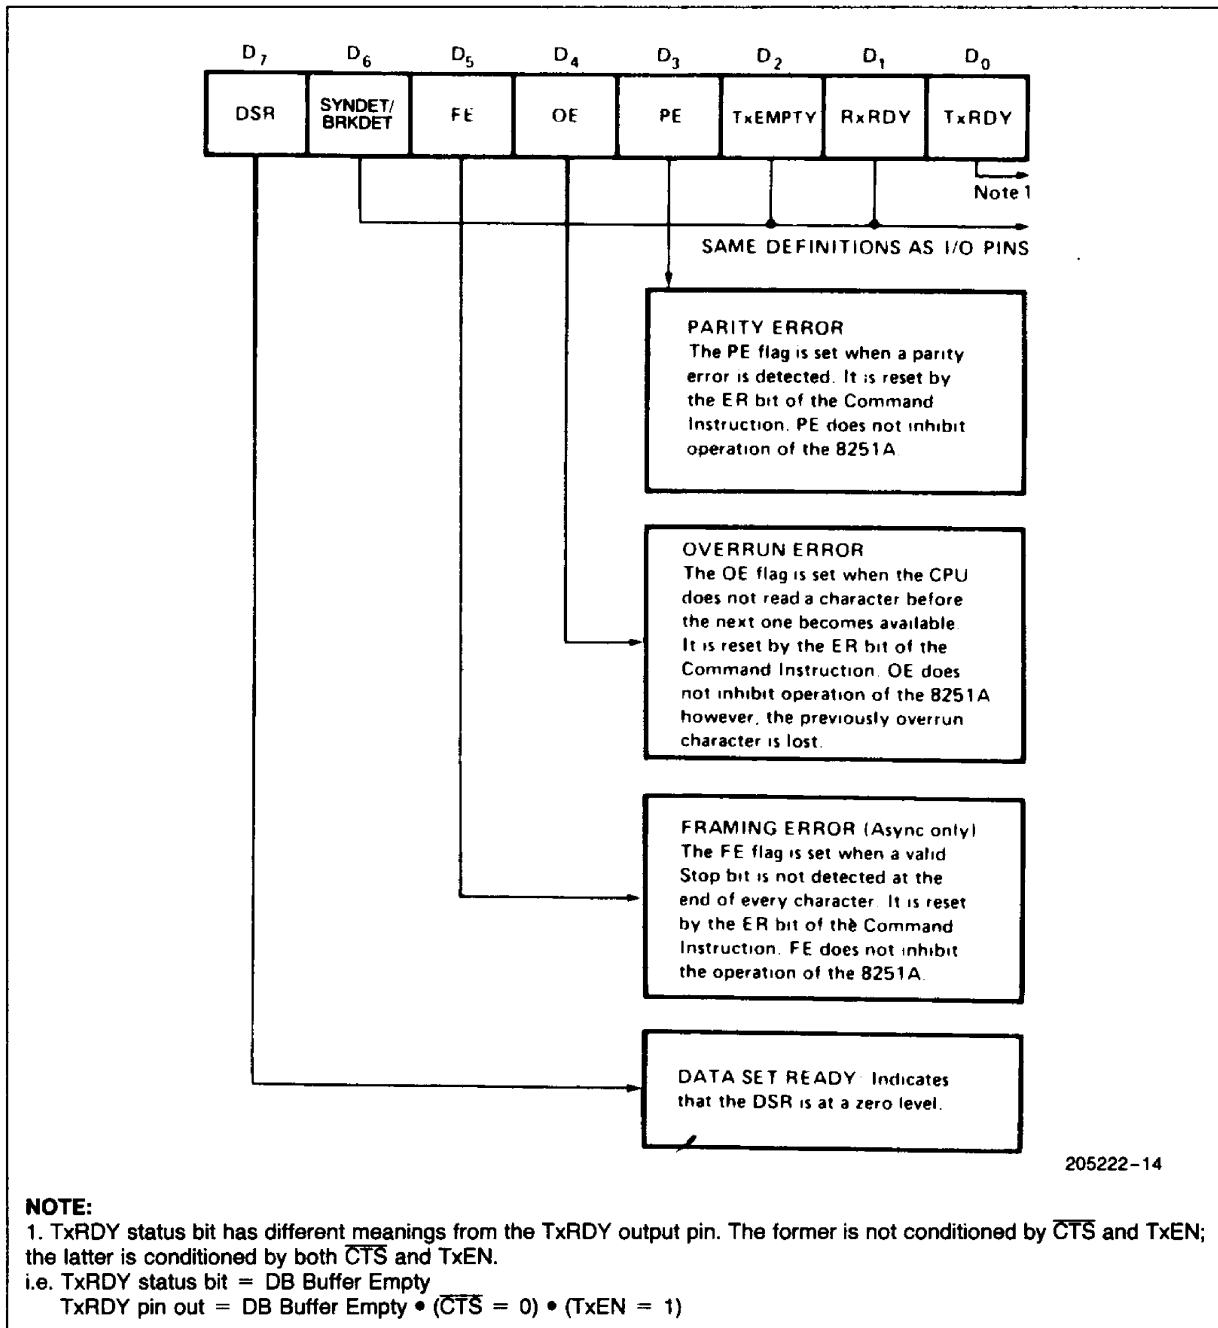 D7 D6 D5 D4 D3 D2 D1 D0
DSR SYNDET/ BRKDET FE OE PE TxEMPTY RxRDY TxRDY
Note 1
SAME DEFINITIONS AS I/O PINS
PARITY ERROR
The PE flag is set when a parity
error is detected. It is reset by
the ER bit of the Command
Instruction. PE does not inhibit
operation of the 8251A.
OVERRUN ERROR
The OE flag is set when the CPU
does not read a character before
the next one becomes available.
It is reset by the ER bit of the
Command Instruction. OE does
not inhibit operation of the 8251A
however, the previously overrun
character is lost.
FRAMING ERROR (Async only)
The FE flag is set when a valid
Stop bit is not detected at the
end of every character. It is reset
by the ER bit of the Command
Instruction. FE does not inhibit
the operation of the 8251A.
DATA SET READY Indicates
that the DSR is at a zero level.
205222-14
NOTE:
1. TxRDY status bit has different meanings from the TxRDY output pin. The former is not conditioned by C̅T̅S̅ and TxEN;
the latter is conditioned by both C̅T̅S̅ and TxEN.
i.e. TxRDY status bit = DB Buffer Empty
TxRDY pin out = DB Buffer Empty • (C̅T̅S̅ = 0) • (TxEN = 1)